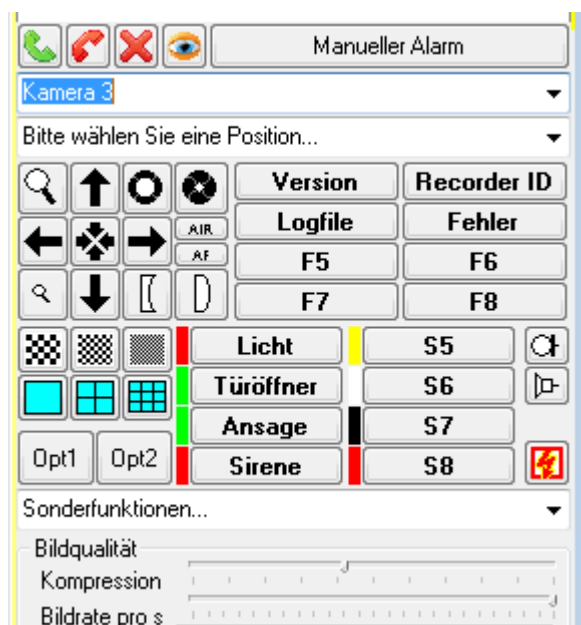 Manueller Alarm
Kamera 3
Bitte wählen Sie eine Position...
Version Recorder ID
AIR Logfile Fehler
AF F5 F6
F7 F8
Licht S5
Türöffner S6
Ansage S7
Opt1 Opt2 Sirene S8
Sonderfunktionen...
Bildqualität
Kompression
Bildrate pro s